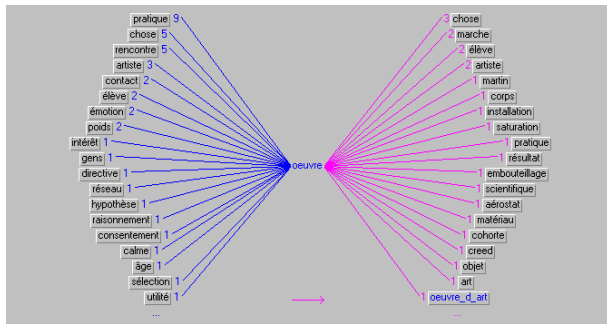 pratique 9
chose 5
rencontre 5
artiste 3
contact 2
élève 2
émotion 2
poids 2
intérêt 1
gens 1
directive 1
réseau 1
hypothèse 1
raisonnement 1
consentement 1
calme 1
âge 1
sélection 1
utilité 1
...
oeuvre
3 chose
2 marche
2 élève
2 artiste
1 martin
1 corps
1 installation
1 saturation
1 pratique
1 résultat
1 embouteillage
1 scientifique
1 aérostat
1 matériau
1 cohorte
1 creed
1 objet
1 art
1 oeuvre_d_art
...